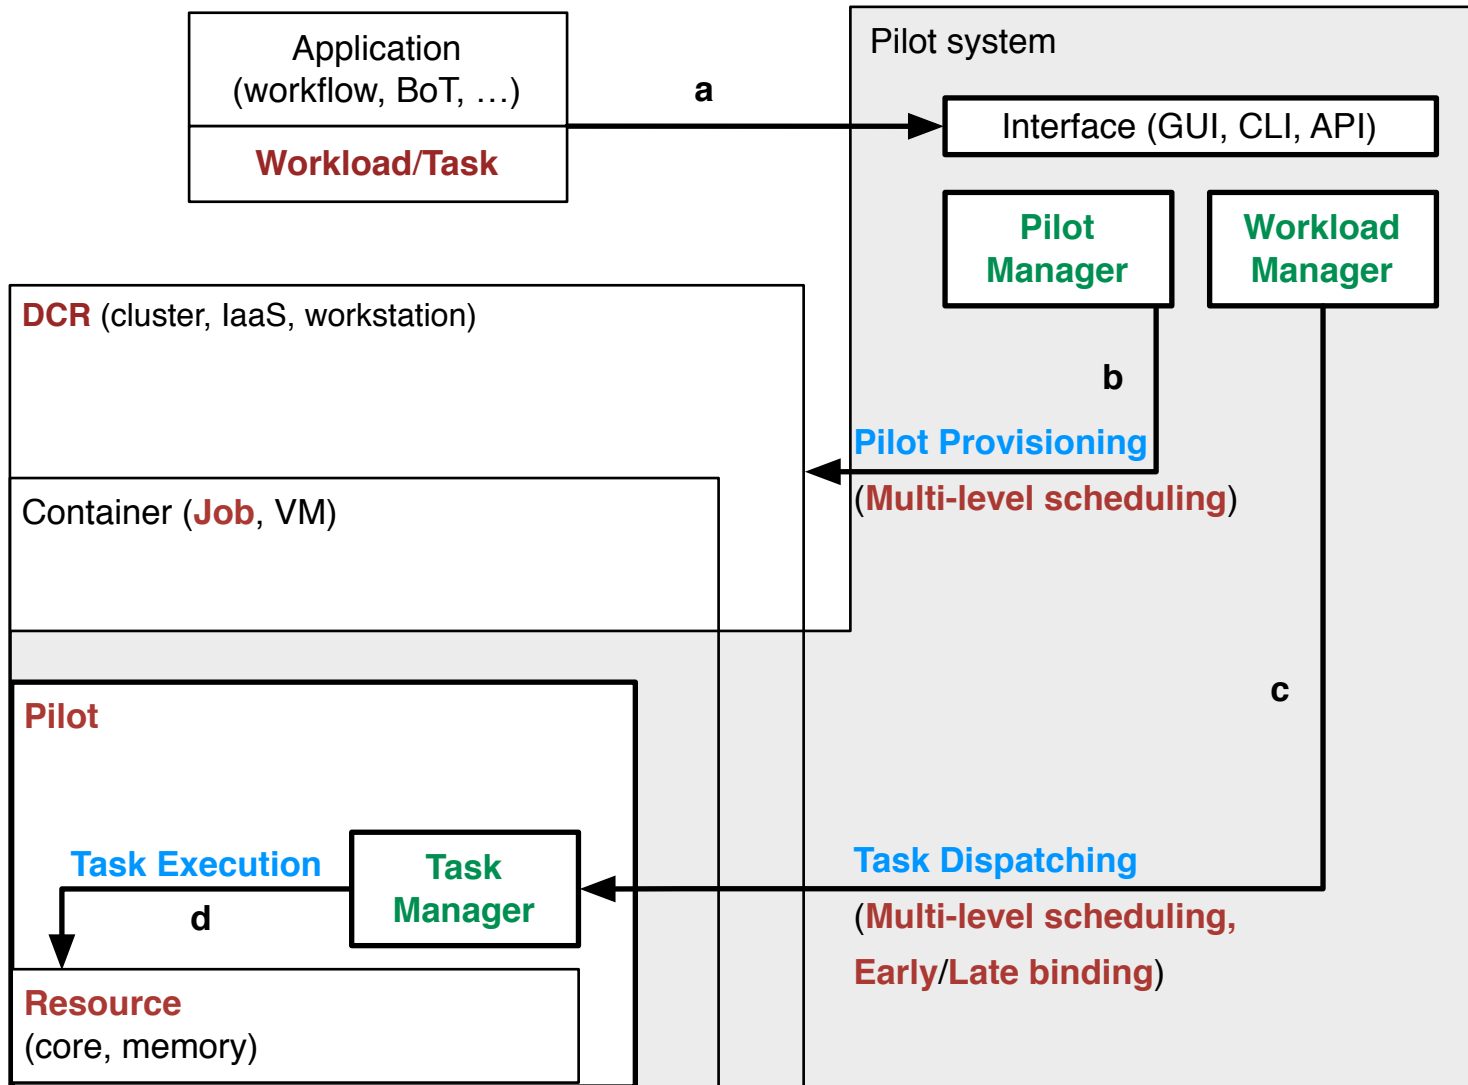 Application
(workflow, BoT, …)
Workload/Task
a
Pilot system
Interface (GUI, CLI, API)
Pilot
Manager
Workload
Manager
DCR (cluster, IaaS, workstation)
b
Pilot Provisioning
(Multi-level scheduling)
Container (Job, VM)
c
Pilot
Task Execution
d
Task
Manager
Task Dispatching
(Multi-level scheduling,
Early/Late binding)
Resource
(core, memory)